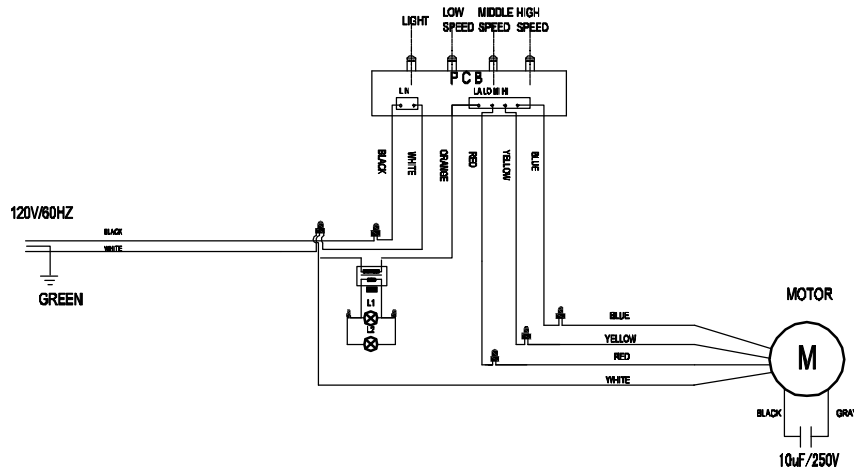 LIGHT
LOW SPEED
MIDDLE SPEED
HIGH SPEED
PCB
L N
LA LO MI HI
BLACK
WHITE
ORANGE
RED
YELLOW
BLUE
120V/60HZ
BLACK
WHITE
GREEN
L1
L2
BLUE
YELLOW
RED
WHITE
MOTOR
M
BLACK
GRAY
10uF/250V